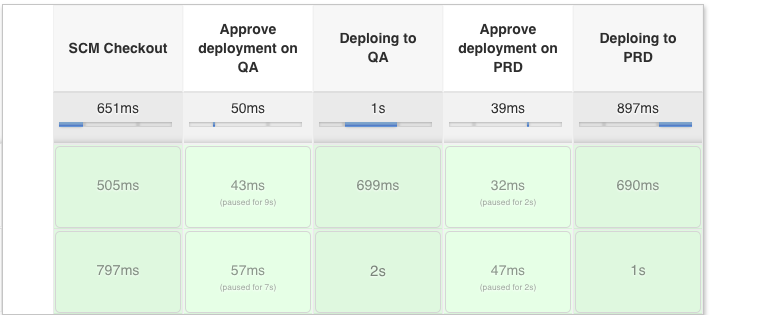 SCM Checkout
Approve
deployment on
QA
Deploing to
QA
Approve
deployment on
PRD
Deploing to
PRD
651ms
50ms
1s
39ms
897ms
505ms
43ms
(paused for 9s)
699ms
32ms
(paused for 2s)
690ms
797ms
57ms
(paused for 7s)
2s
47ms
(paused for 2s)
1s